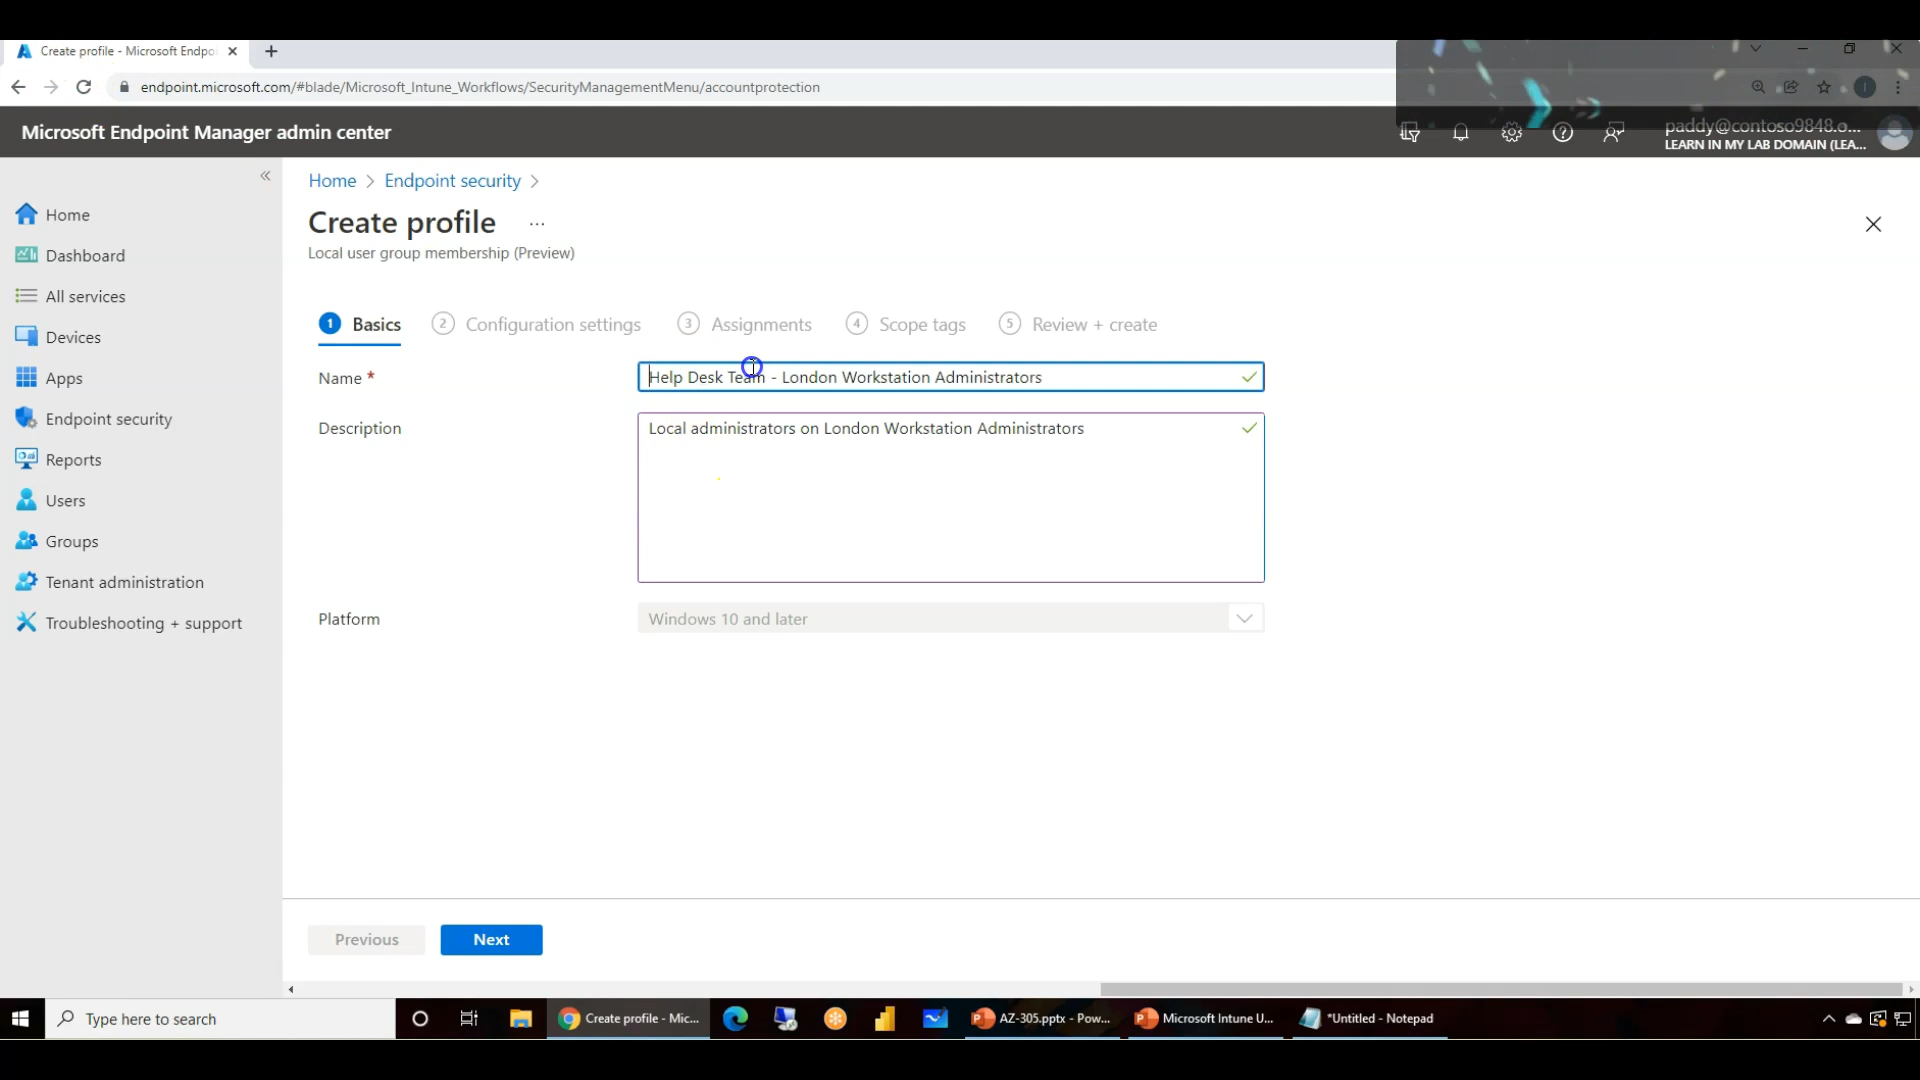 Create profile - Microsoft Endpo
endpoint.microsoft.com/#blade/Microsoft_Intune_Workflows/SecurityManagementMenu/accountprotection
Microsoft Endpoint Manager admin center
paddy@contoso9848.o...
LEARN IN MY LAB DOMAIN (LEA...
Home
Dashboard
All services
Devices
Apps
Endpoint security
Reports
Users
Groups
Tenant administration
Troubleshooting + support
Home > Endpoint security >
Create profile ...
Local user group membership (Preview)
1 Basics 2 Configuration settings 3 Assignments 4 Scope tags 5 Review + create
Name * Help Desk Team - London Workstation Administrators
Description Local administrators on London Workstation Administrators
Platform Windows 10 and later
Previous Next
Type here to search
Create profile - Mic...
AZ-305.pptx - Pow...
Microsoft Intune U...
*Untitled - Notepad